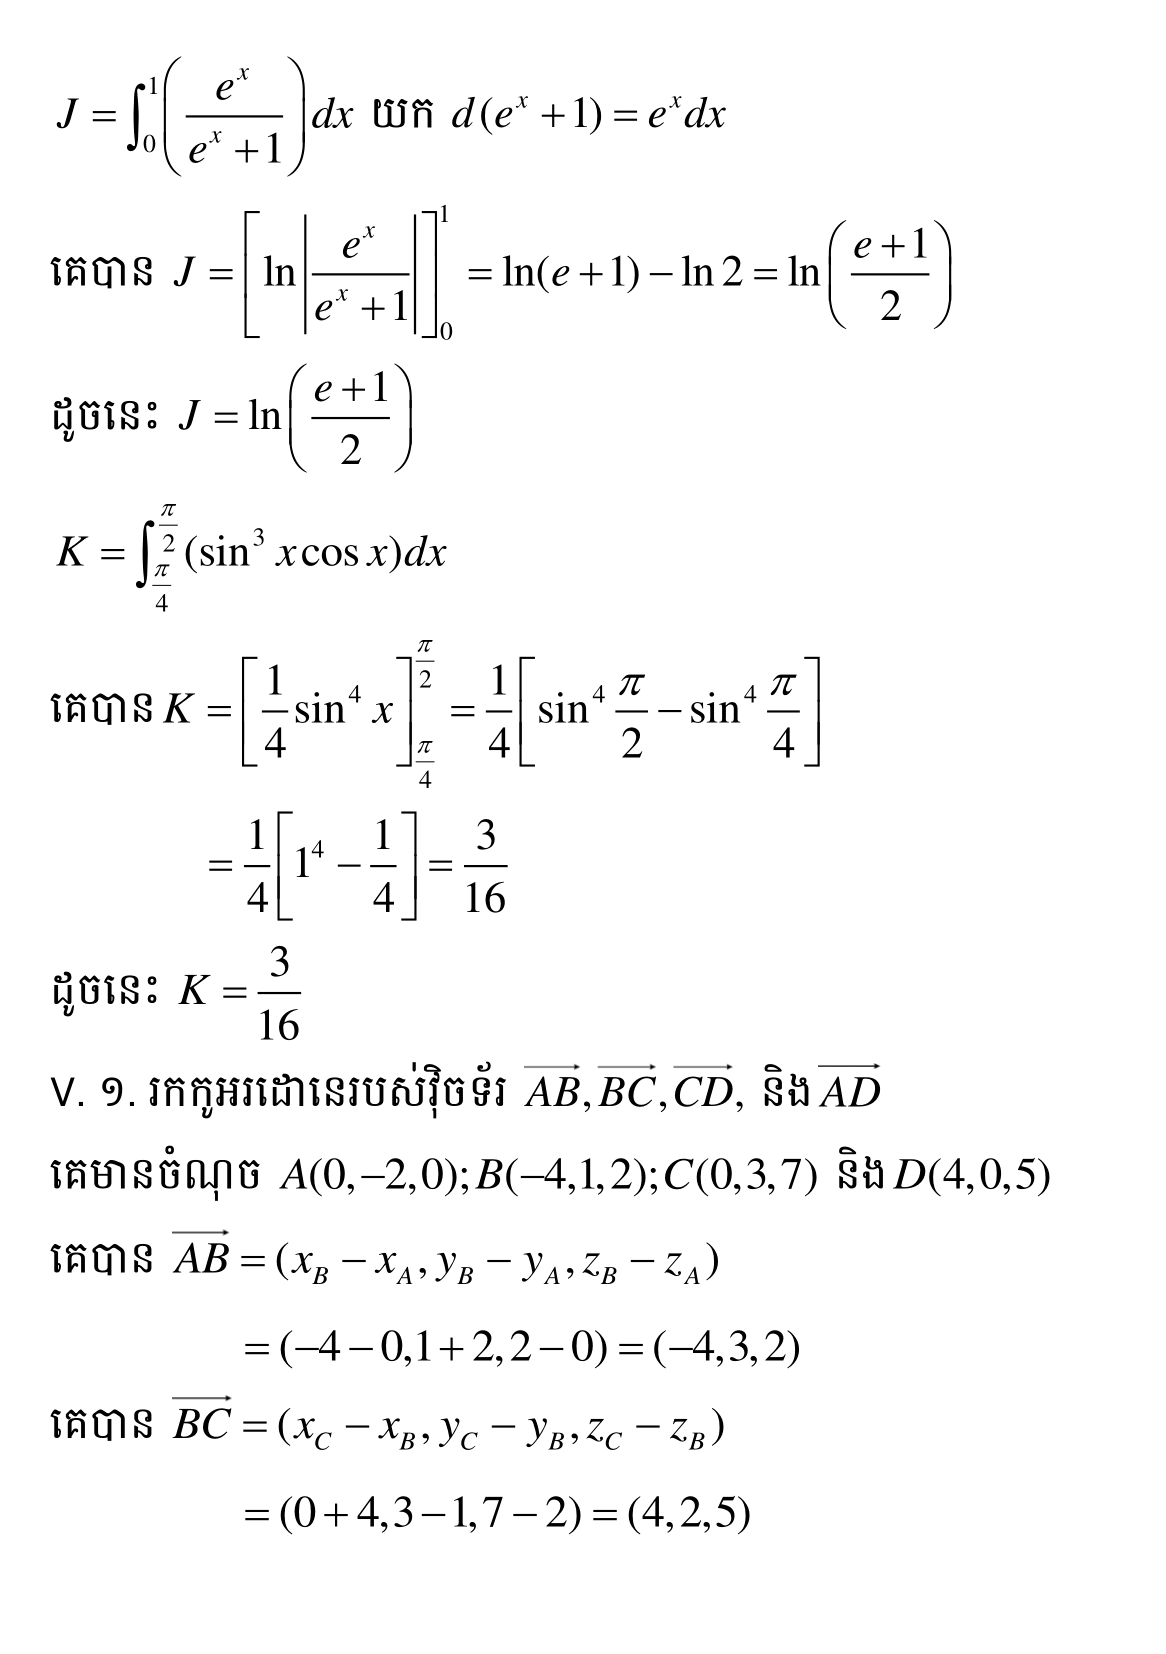 J = ∫₀¹ (eˣ / (eˣ + 1)) dx យក d(eˣ + 1) = eˣdx
គេបាន J = [ln |eˣ / (eˣ + 1)|]₀¹ = ln(e + 1) − ln 2 = ln((e + 1) / 2)
ដូចនេះ J = ln((e + 1) / 2)
K = ∫_{π/4}^{π/2} (sin³ x cos x)dx
គេបាន K = [1/4 sin⁴ x]_{π/4}^{π/2} = 1/4 [sin⁴ π/2 − sin⁴ π/4]
= 1/4 [1⁴ − 1/4] = 3/16
ដូចនេះ K = 3/16
V. ១. រកកូអរដោនេរបស់វ៉ិចទ័រ \overrightarrow{AB}, \overrightarrow{BC}, \overrightarrow{CD}, និង \overrightarrow{AD}
គេមានចំណុច A(0,−2,0); B(−4,1,2); C(0,3,7) និង D(4,0,5)
គេបាន \overrightarrow{AB} = (x_B − x_A, y_B − y_A, z_B − z_A)
= (−4 − 0,1 + 2,2 − 0) = (−4,3,2)
គេបាន \overrightarrow{BC} = (x_C − x_B, y_C − y_B, z_C − z_B)
= (0 + 4,3 − 1,7 − 2) = (4,2,5)